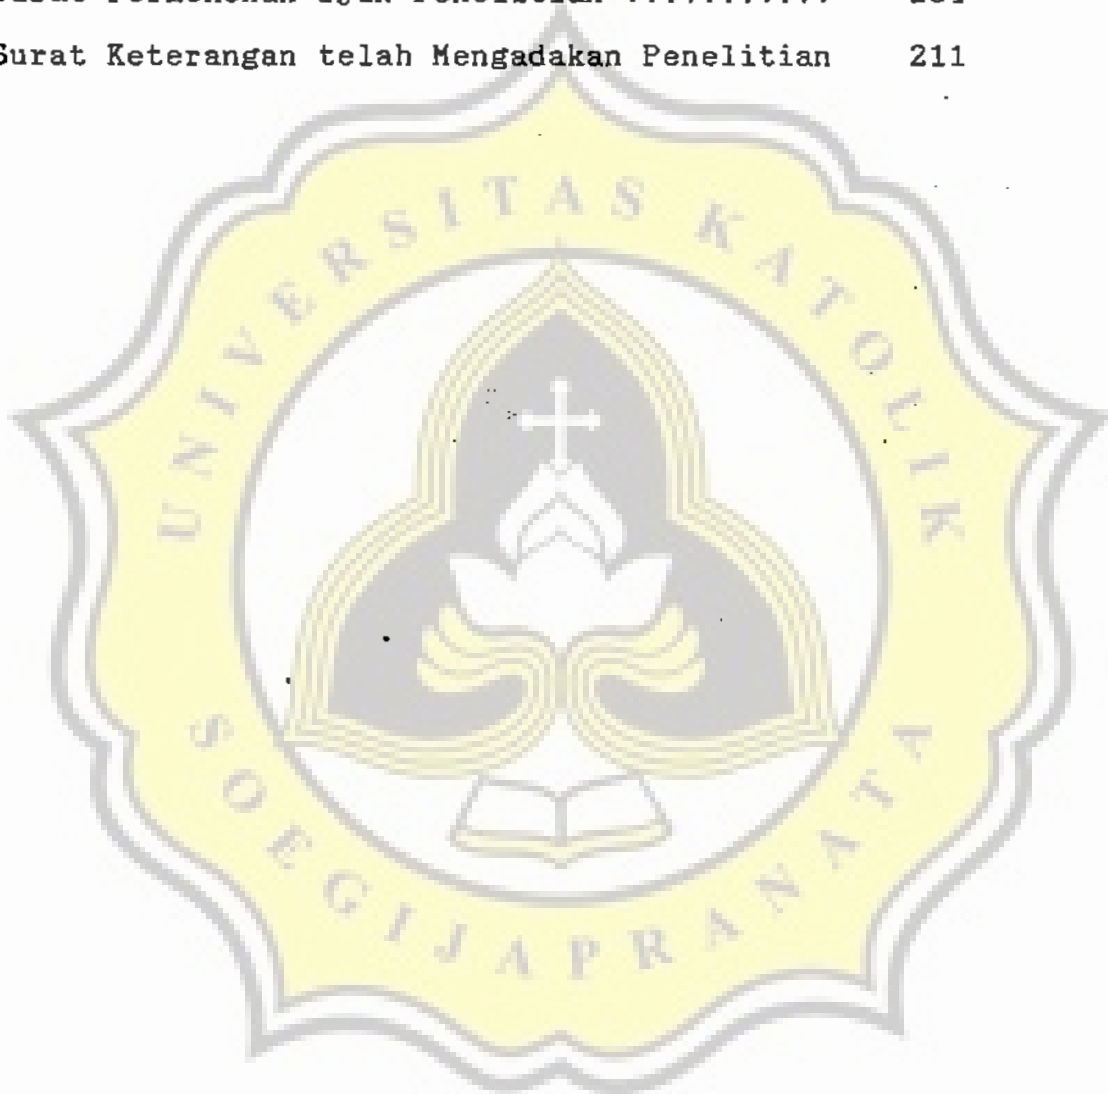 Surat Keterangan telah Mengadakan Penelitian 211
UNIVERSITAS KATOLIK
SOEGIJAPRANATA